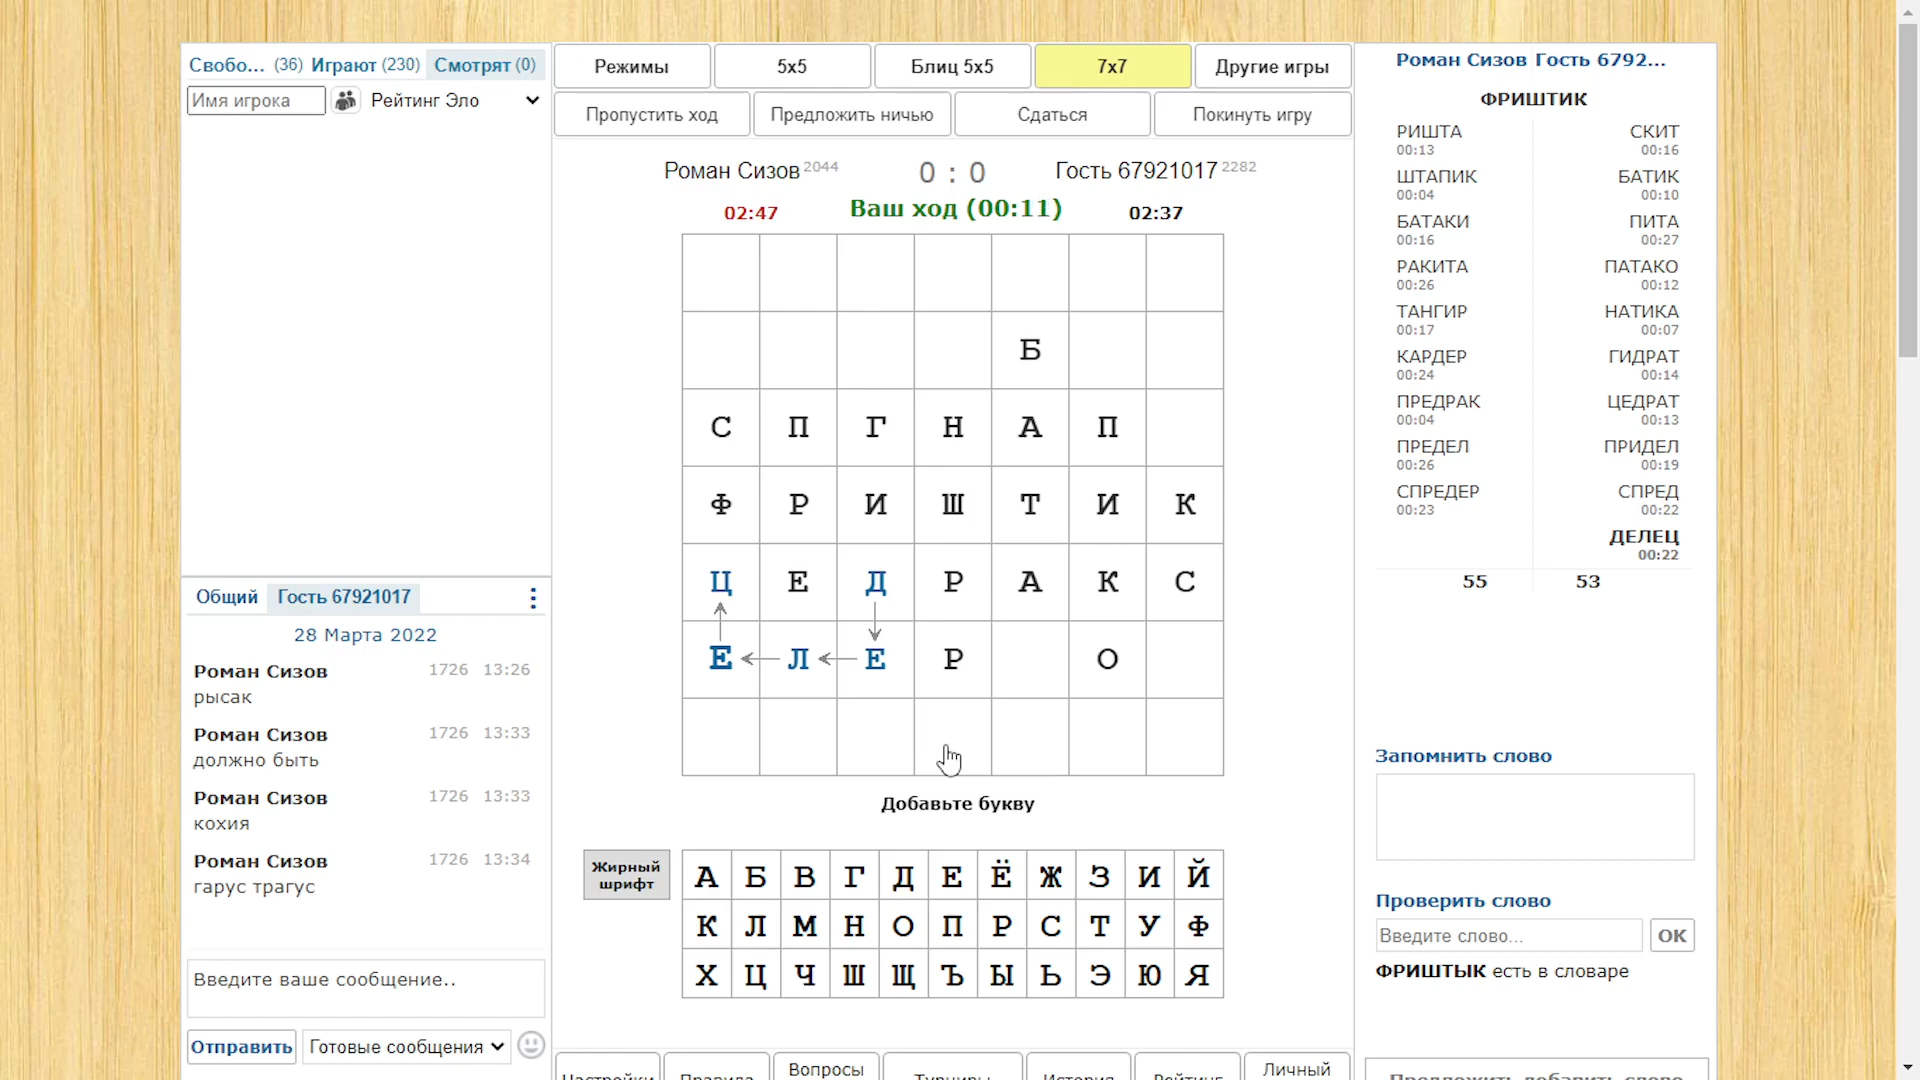 Свобо... (36) Играют (230) Смотрят (0)
Имя игрока Рейтинг Эло
Режимы 5x5 Блиц 5x5 7x7 Другие игры
Пропустить ход Предложить ничью Сдаться Покинуть игру
Роман Сизов 2044 0 : 0 Гость 67921017 2282
02:47 Ваш ход (00:11) 02:37
Б
С П Г Н А П
Ф Р И Ш Т И К
Ц Е Д Р А К С
Е Л Е Р О
Добавьте букву
Жирный шрифт
А Б В Г Д Е Ё Ж З И Й
К Л М Н О П Р С Т У Ф
Х Ц Ч Ш Щ Ъ Ы Ь Э Ю Я
Общий Гость 67921017
28 Марта 2022
Роман Сизов 1726 13:26
рысак
Роман Сизов 1726 13:33
должно быть
Роман Сизов 1726 13:33
кохия
Роман Сизов 1726 13:34
гарус трагус
Введите ваше сообщение..
Отправить Готовые сообщения
Настройки Правила Вопросы Турниры История Рейтинг Личный
Роман Сизов Гость 6792...
ФРИШТИК
РИШТА СКИТ
00:13 00:16
ШТАПИК БАТИК
00:04 00:10
БАТАКИ ПИТА
00:16 00:27
РАКИТА ПАТАКО
00:26 00:12
ТАНГИР НАТИКА
00:17 00:07
КАРДЕР ГИДРАТ
00:24 00:14
ПРЕДРАК ЦЕДРАТ
00:04 00:13
ПРЕДЕЛ ПРИДЕЛ
00:26 00:19
СПРЕДЕР СПРЕД
00:23 00:22
ДЕЛЕЦ
00:22
55 53
Запомнить слово
Проверить слово
Введите слово... OK
ФРИШТЫК есть в словаре
Предложить добавить слово